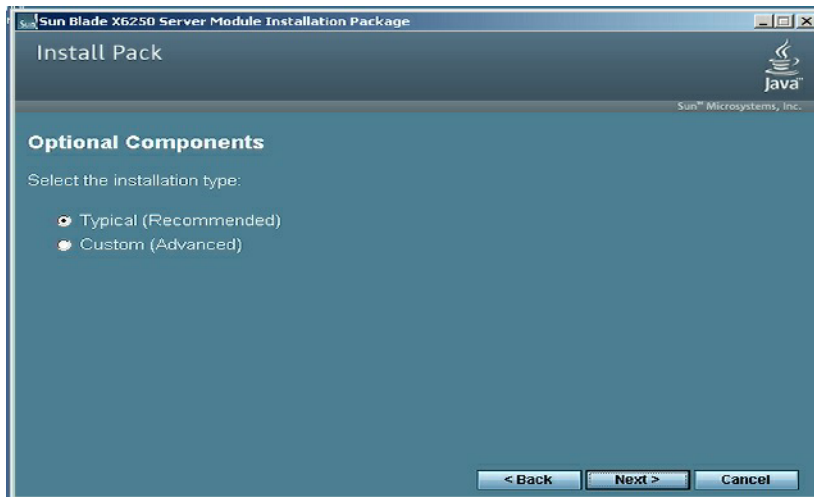 Sun Blade X6250 Server Module Installation Package
Install Pack
Java
Sun™ Microsystems, Inc.
Optional Components
Select the installation type:
Typical (Recommended)
Custom (Advanced)
< Back Next > Cancel